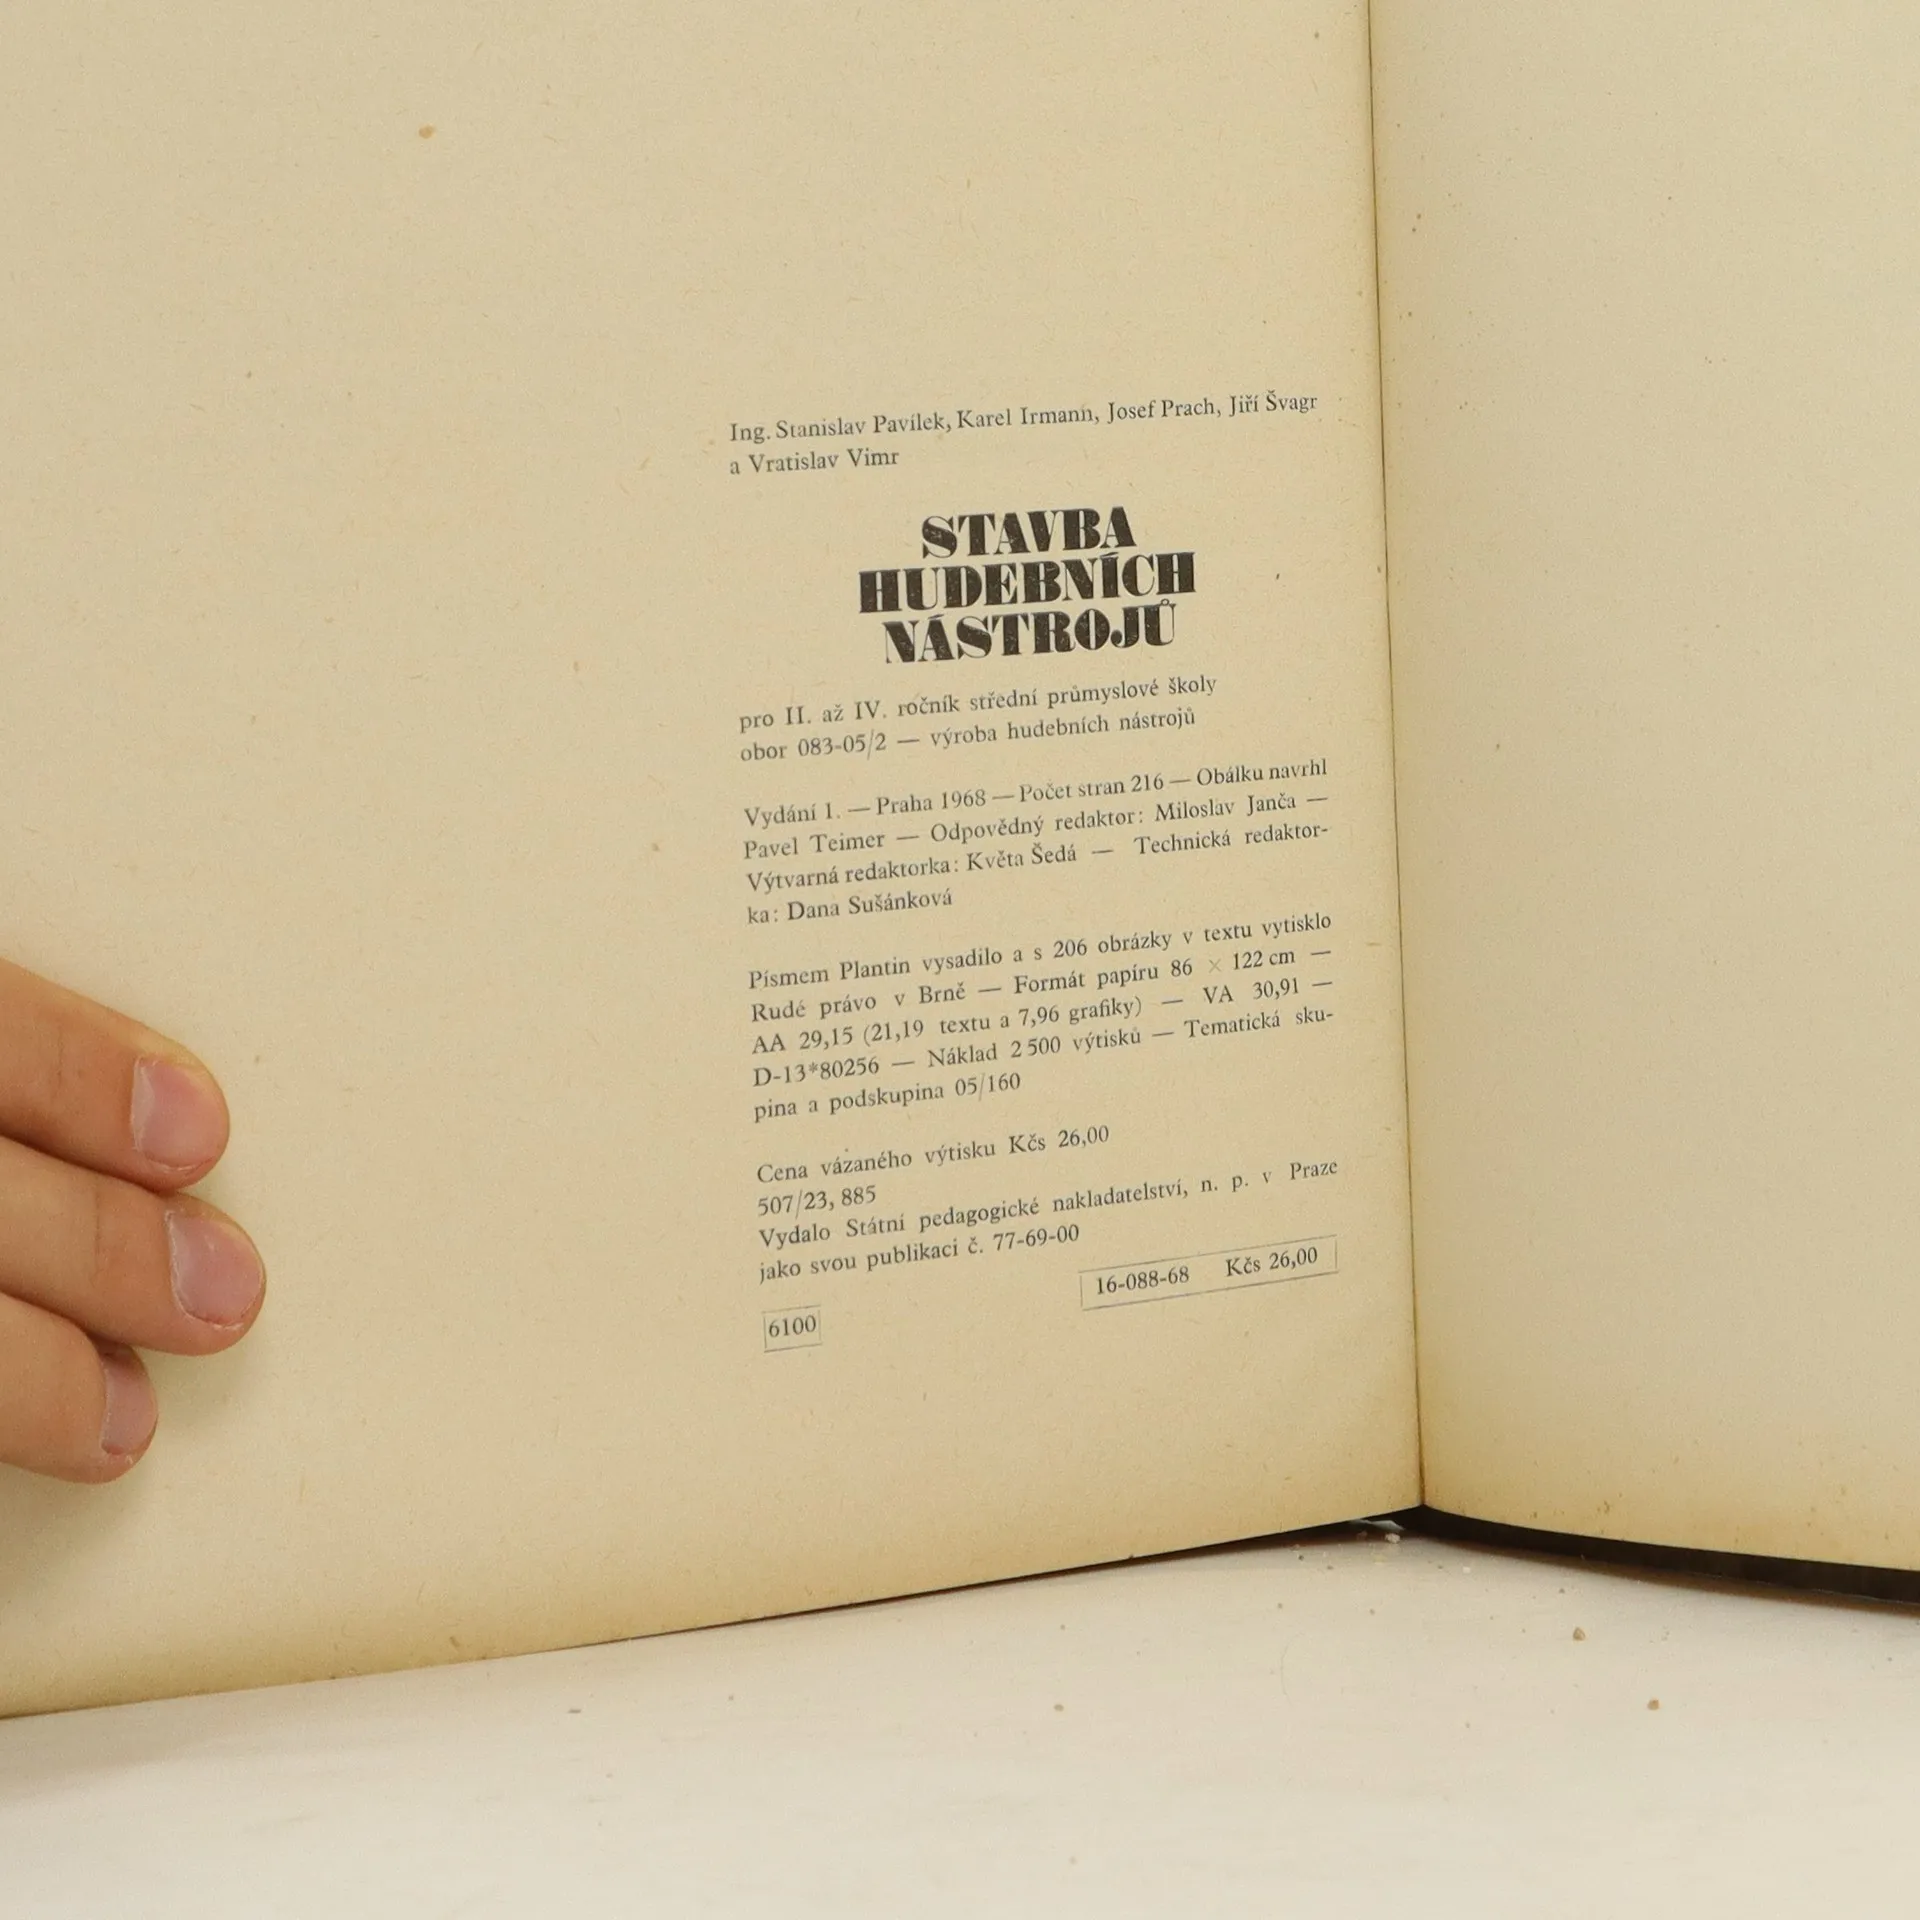 Ing. Stanislav Pavílek, Karel Irmann, Josef Prach, Jiří Švagr
a Vratislav Vimr
STAVBA
HUDEBNÍCH
NÁSTROJŮ
pro II. až IV. ročník střední průmyslové školy
obor 083-05/2 — výroba hudebních nástrojů
Vydání 1. — Praha 1968 — Počet stran 216 — Obálku navrhl
Pavel Teimer — Odpovědný redaktor: Miloslav Janča —
Výtvarná redaktorka: Květa Šedá — Technická redaktor-
ka: Dana Sušánková
Písmem Plantin vysadilo a s 206 obrázky v textu vytisklo
Rudé právo v Brně — Formát papíru 86 × 122 cm —
AA 29,15 (21,19 textu a 7,96 grafiky) — VA 30,91 —
D-13*80256 — Náklad 2 500 výtisků — Tematická sku-
pina a podskupina 05/160
Cena vázaného výtisku Kčs 26,00
507/23, 885
Vydalo Státní pedagogické nakladatelství, n. p. v Praze
jako svou publikaci č. 77-69-00
16-088-68 Kčs 26,00
6100